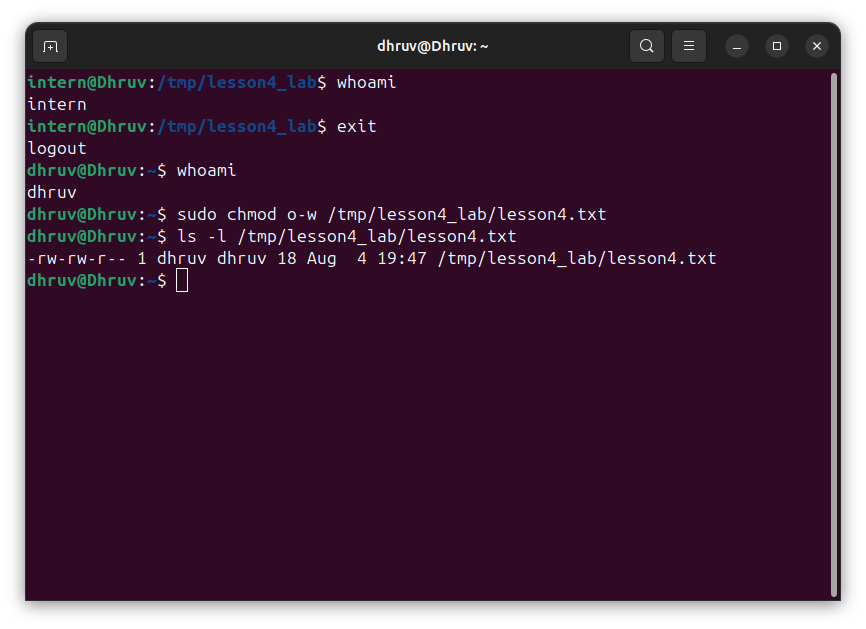 dhruv@Dhruv: ~
intern@Dhruv:/tmp/lesson4_lab$ whoami
intern
intern@Dhruv:/tmp/lesson4_lab$ exit
logout
dhruv@Dhruv:~$ whoami
dhruv
dhruv@Dhruv:~$ sudo chmod o-w /tmp/lesson4_lab/lesson4.txt
dhruv@Dhruv:~$ ls -l /tmp/lesson4_lab/lesson4.txt
-rw-rw-r-- 1 dhruv dhruv 18 Aug  4 19:47 /tmp/lesson4_lab/lesson4.txt
dhruv@Dhruv:~$